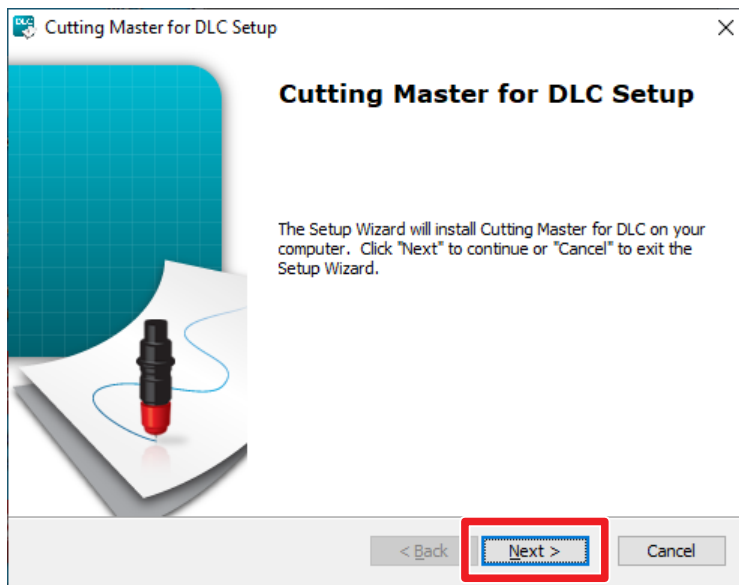 DLC
Cutting Master for DLC Setup
Cutting Master for DLC Setup
The Setup Wizard will install Cutting Master for DLC on your
computer. Click "Next" to continue or "Cancel" to exit the
Setup Wizard.
< Back
Next >
Cancel